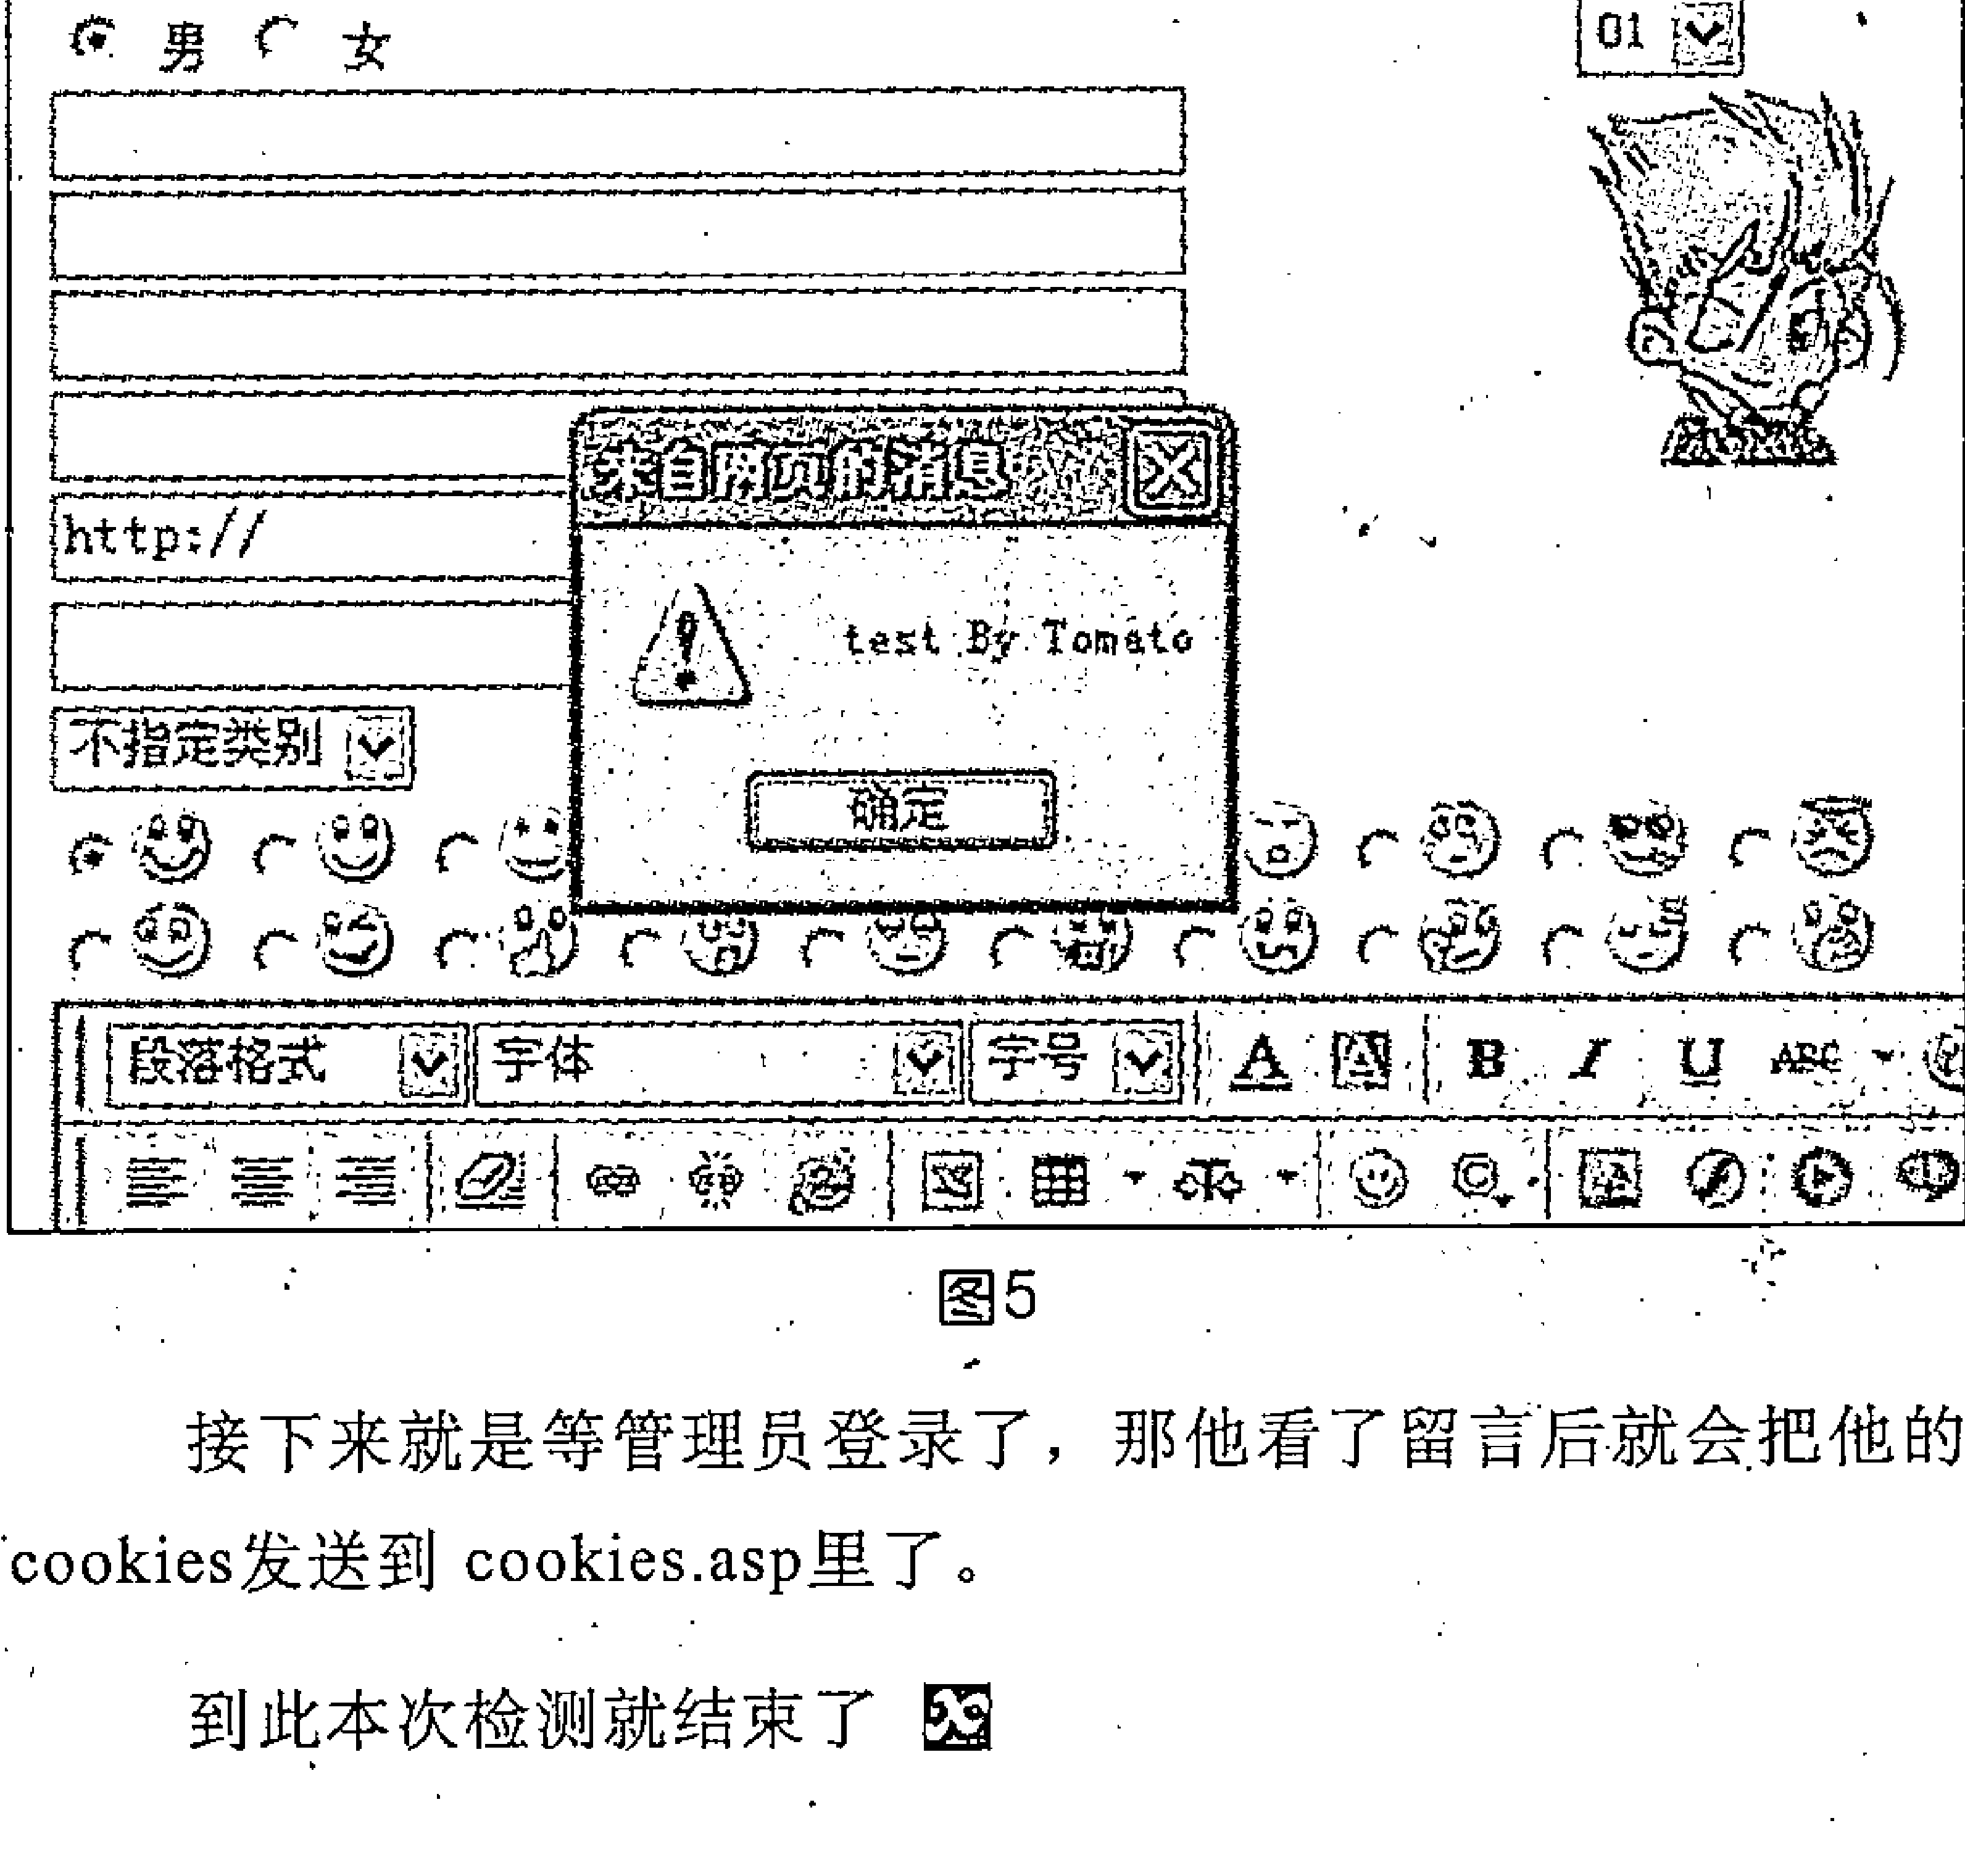 男 女 01
来自网页的消息
http://
test By Tomato
不指定类别
确定
段落格式 字体 字号 A A B I U ABC
图5
接下来就是等管理员登录了，那他看了留言后就会把他的
cookies发送到 cookies.asp里了。
到此本次检测就结束了